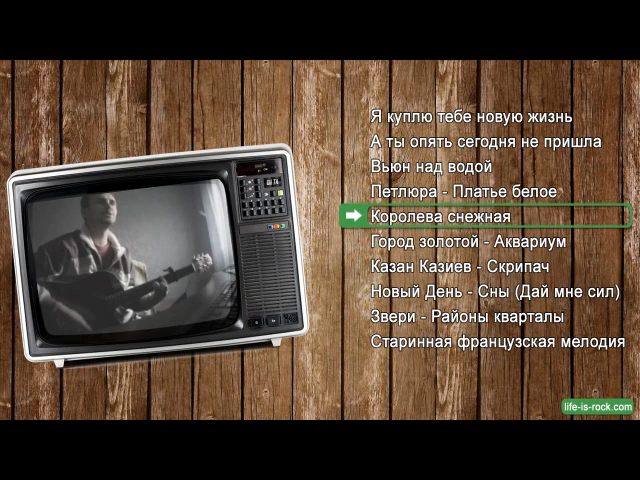 Я куплю тебе новую жизнь
А ты опять сегодня не пришла
Вьюн над водой
Петлюра - Платье белое
Королева снежная
Город золотой - Аквариум
Казан Казиев - Скрипач
Новый День - Сны (Дай мне сил)
Звери - Районы кварталы
Старинная французская мелодия
life-is-rock.com